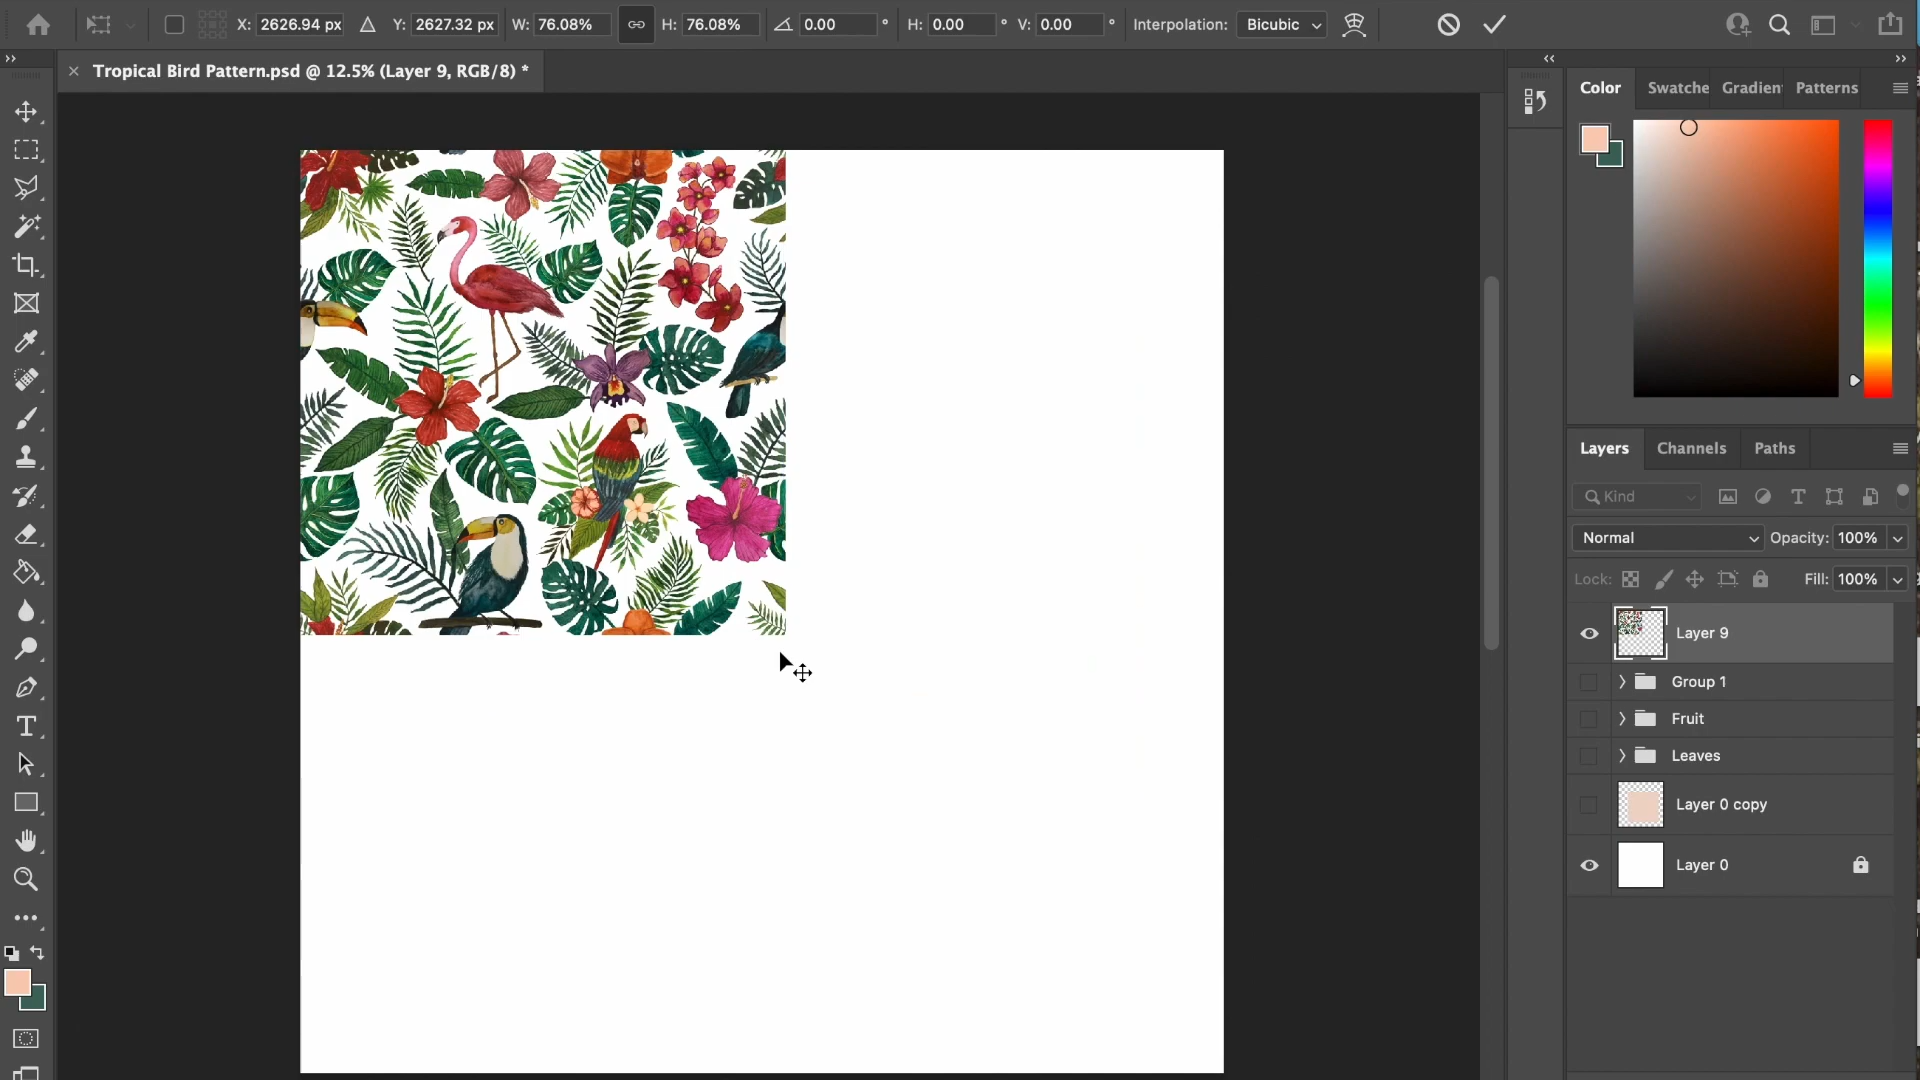 X: 2626.94 px Y: 2627.32 px W: 76.08% H: 76.08% 0.00 ° H: 0.00 ° V: 0.00 ° Interpolation: Bicubic
Tropical Bird Pattern.psd @ 12.5% (Layer 9, RGB/8) *
Color Swatche Gradien Patterns
Layers Channels Paths
Kind
Normal Opacity: 100%
Lock: Fill: 100%
Layer 9
Group 1
Fruit
Leaves
Layer 0 copy
Layer 0